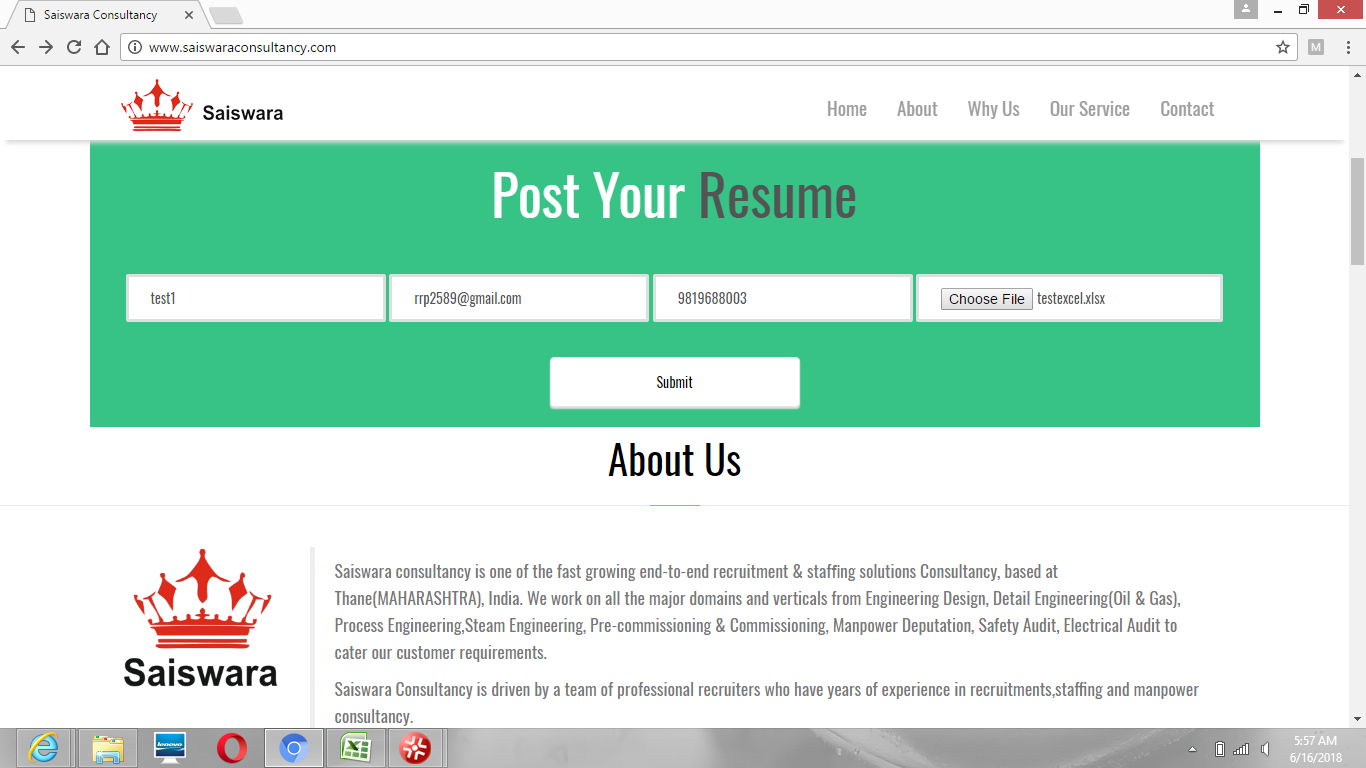 Saiswara Consultancy
www.saiswaraconsultancy.com
M
Saiswara
Home About Why Us Our Service Contact
Post Your Resume
test1 rrp2589@gmail.com 9819688003 Choose File testexcel.xlsx
Submit
About Us
Saiswara
Saiswara consultancy is one of the fast growing end-to-end recruitment & staffing solutions Consultancy, based at
Thane(MAHARASHTRA), India. We work on all the major domains and verticals from Engineering Design, Detail Engineering(Oil & Gas),
Process Engineering,Steam Engineering, Pre-commissioning & Commissioning, Manpower Deputation, Safety Audit, Electrical Audit to
cater our customer requirements.
Saiswara Consultancy is driven by a team of professional recruiters who have years of experience in recruitments,staffing and manpower
consultancy.
lenovo
5:57 AM
6/16/2018